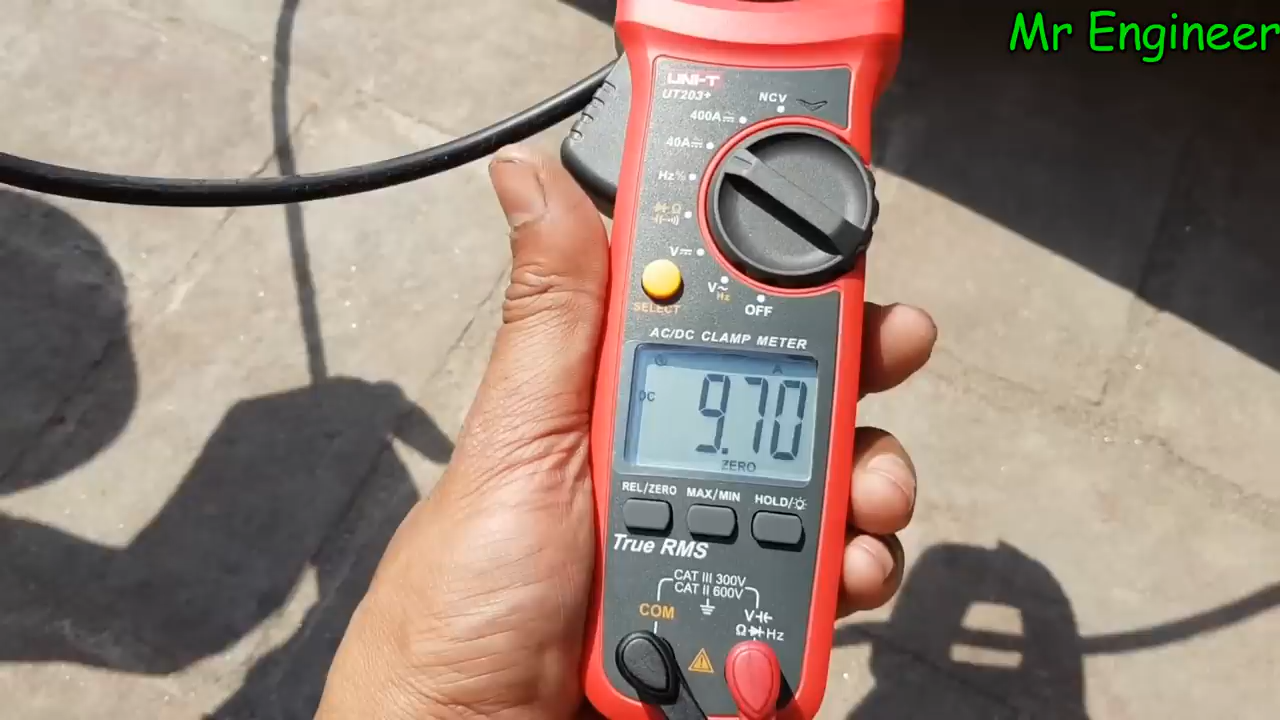 Mr Engineer
UNI-T
UT203+
NCV
400A
40A
Hz%
Ω
V
V~
Hz
OFF
SELECT
AC/DC CLAMP METER
A
DC
9.70
ZERO
REL/ZERO MAX/MIN HOLD/
True RMS
CAT III 300V
CAT II 600V
COM
V
Ω Hz